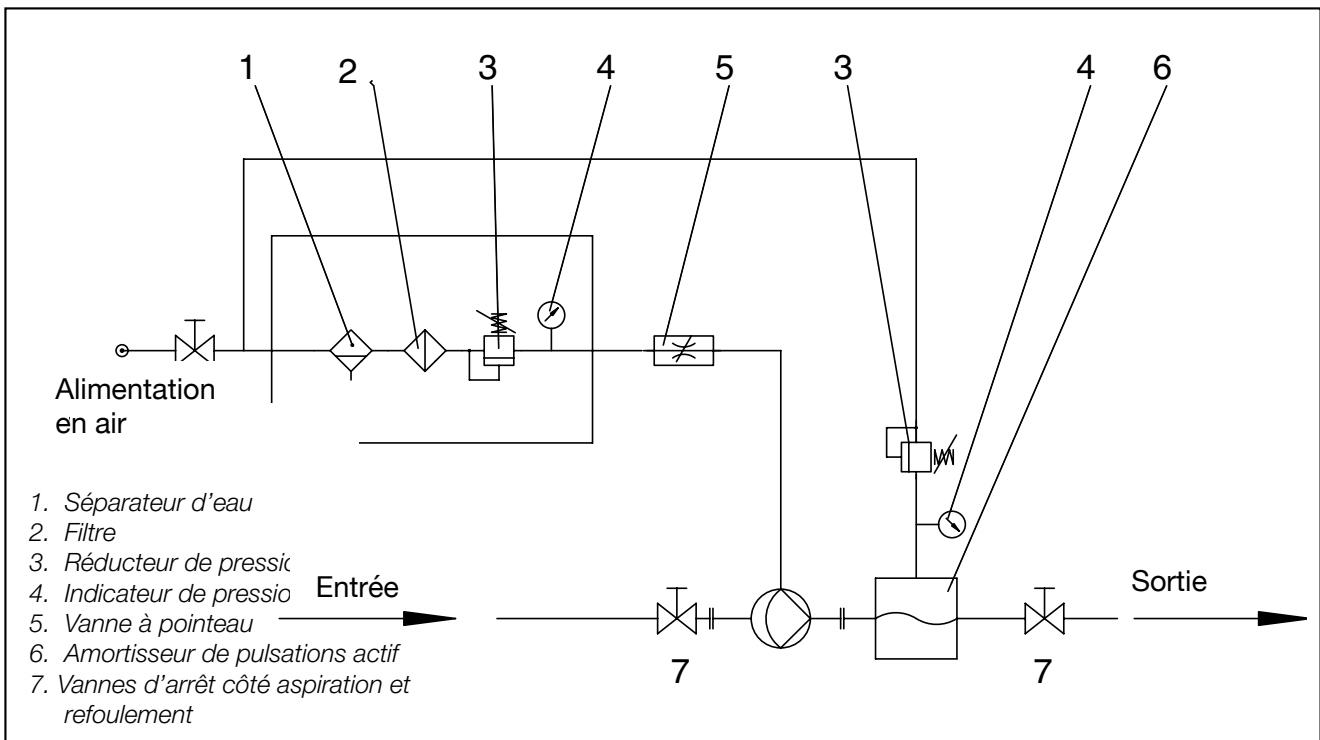 1 2 3 4 5 3 4 6
Alimentation
en air
1. Séparateur d'eau
2. Filtre
3. Réducteur de pressio
4. Indicateur de pressio
5. Vanne à pointeau
6. Amortisseur de pulsations actif
7. Vannes d'arrêt côté aspiration et
refoulement
Entrée
7
7
Sortie